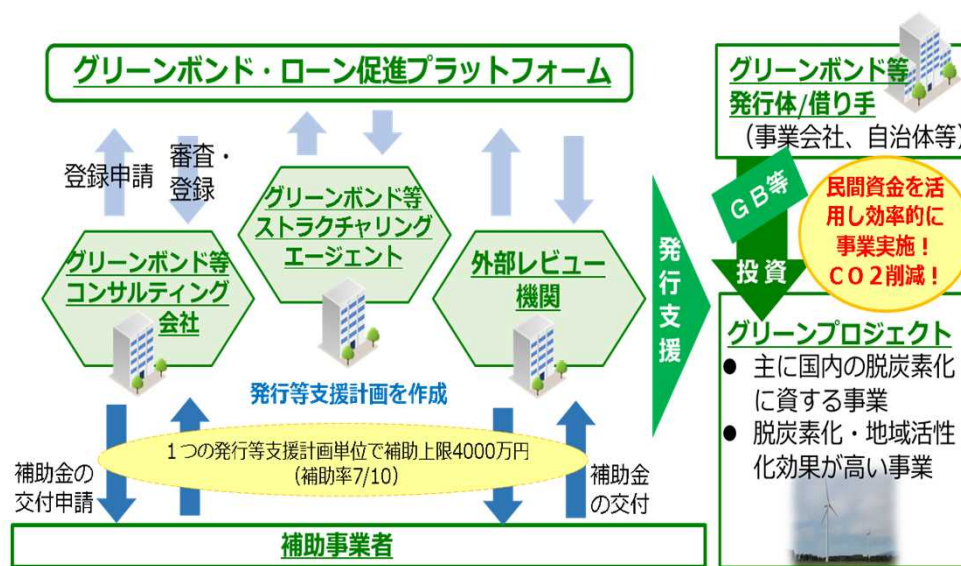 グリーンボンド・ローン促進プラットフォーム
登録申請
審査・
登録
グリーンボンド等
コンサルティング
会社
グリーンボンド等
ストラクチャリング
エージェント
外部レビュー
機関
発行等支援計画を作成
1つの発行等支援計画単位で補助上限4000万円
(補助率7/10)
補助金の
交付申請
補助金
の交付
補助事業者
発行支援
グリーンボンド等
発行体/借り手
（事業会社、自治体等）
GB等
投資
民間資金を活
用し効率的に
事業実施！
CO2削減！
グリーンプロジェクト
● 主に国内の脱炭素化
に資する事業
● 脱炭素化・地域活性
化効果が高い事業